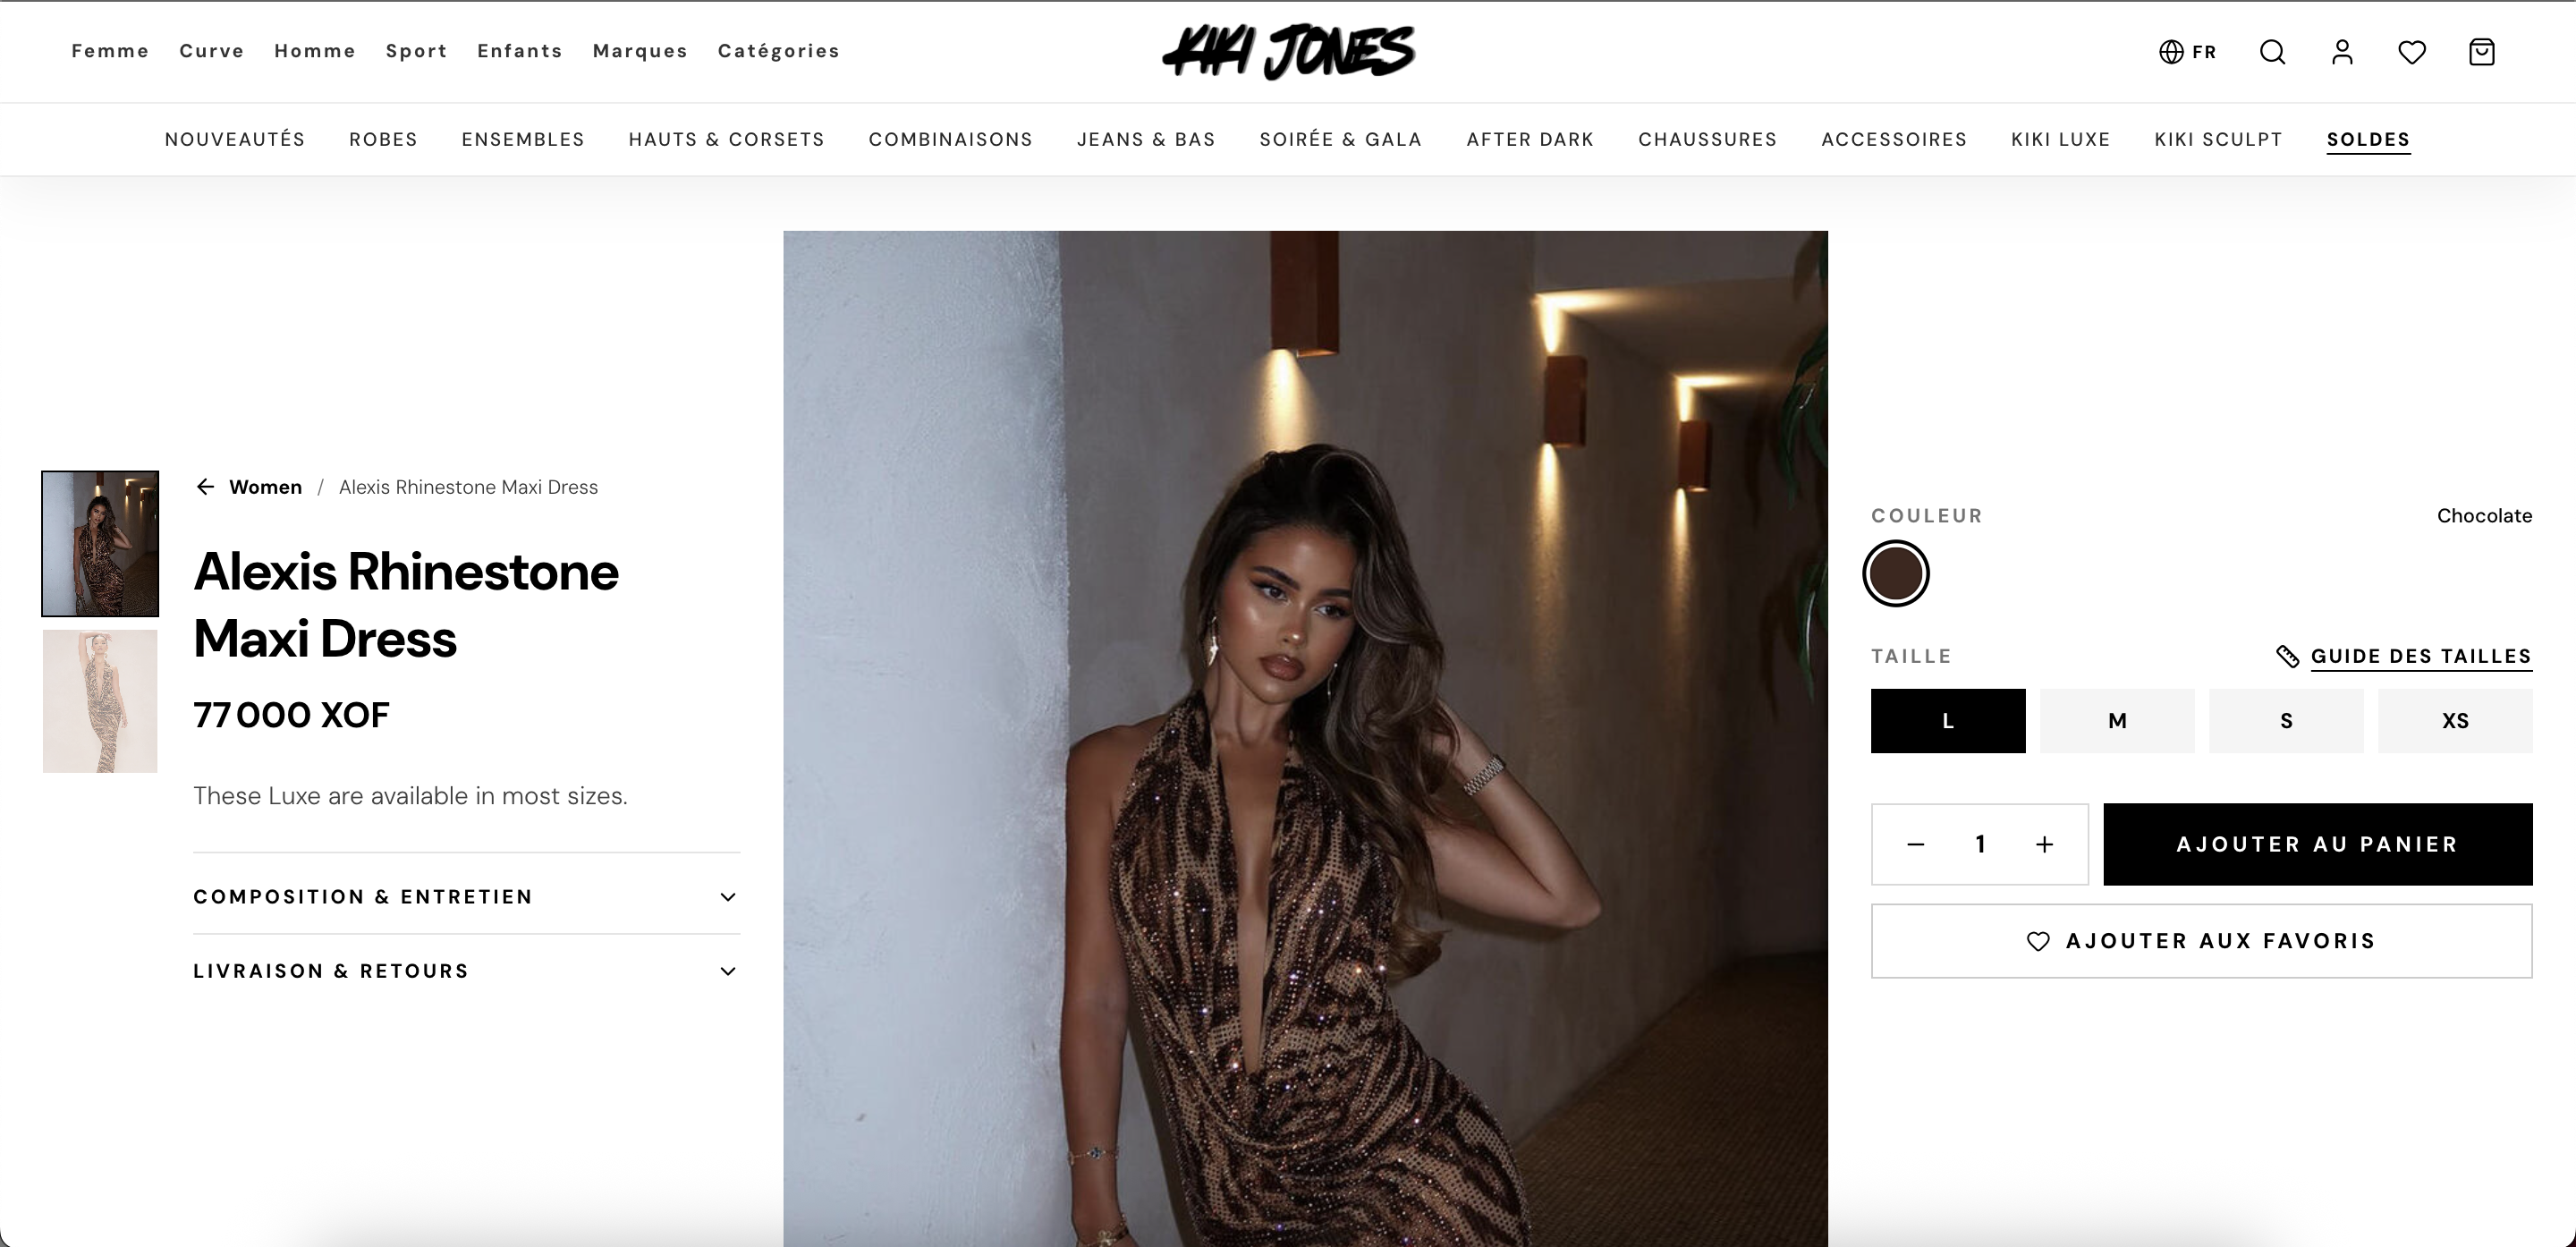 Femme Curve Homme Sport Enfants Marques Catégories
KIKI JONES
FR
NOUVEAUTÉS ROBES ENSEMBLES HAUTS & CORSETS COMBINAISONS JEANS & BAS SOIRÉE & GALA AFTER DARK CHAUSSURES ACCESSOIRES KIKI LUXE KIKI SCULPT SOLDES
Women / Alexis Rhinestone Maxi Dress
Alexis Rhinestone
Maxi Dress
77 000 XOF
These Luxe are available in most sizes.
COMPOSITION & ENTRETIEN
LIVRAISON & RETOURS
COULEUR Chocolate
TAILLE GUIDE DES TAILLES
L M S XS
1 AJOUTER AU PANIER
AJOUTER AUX FAVORIS